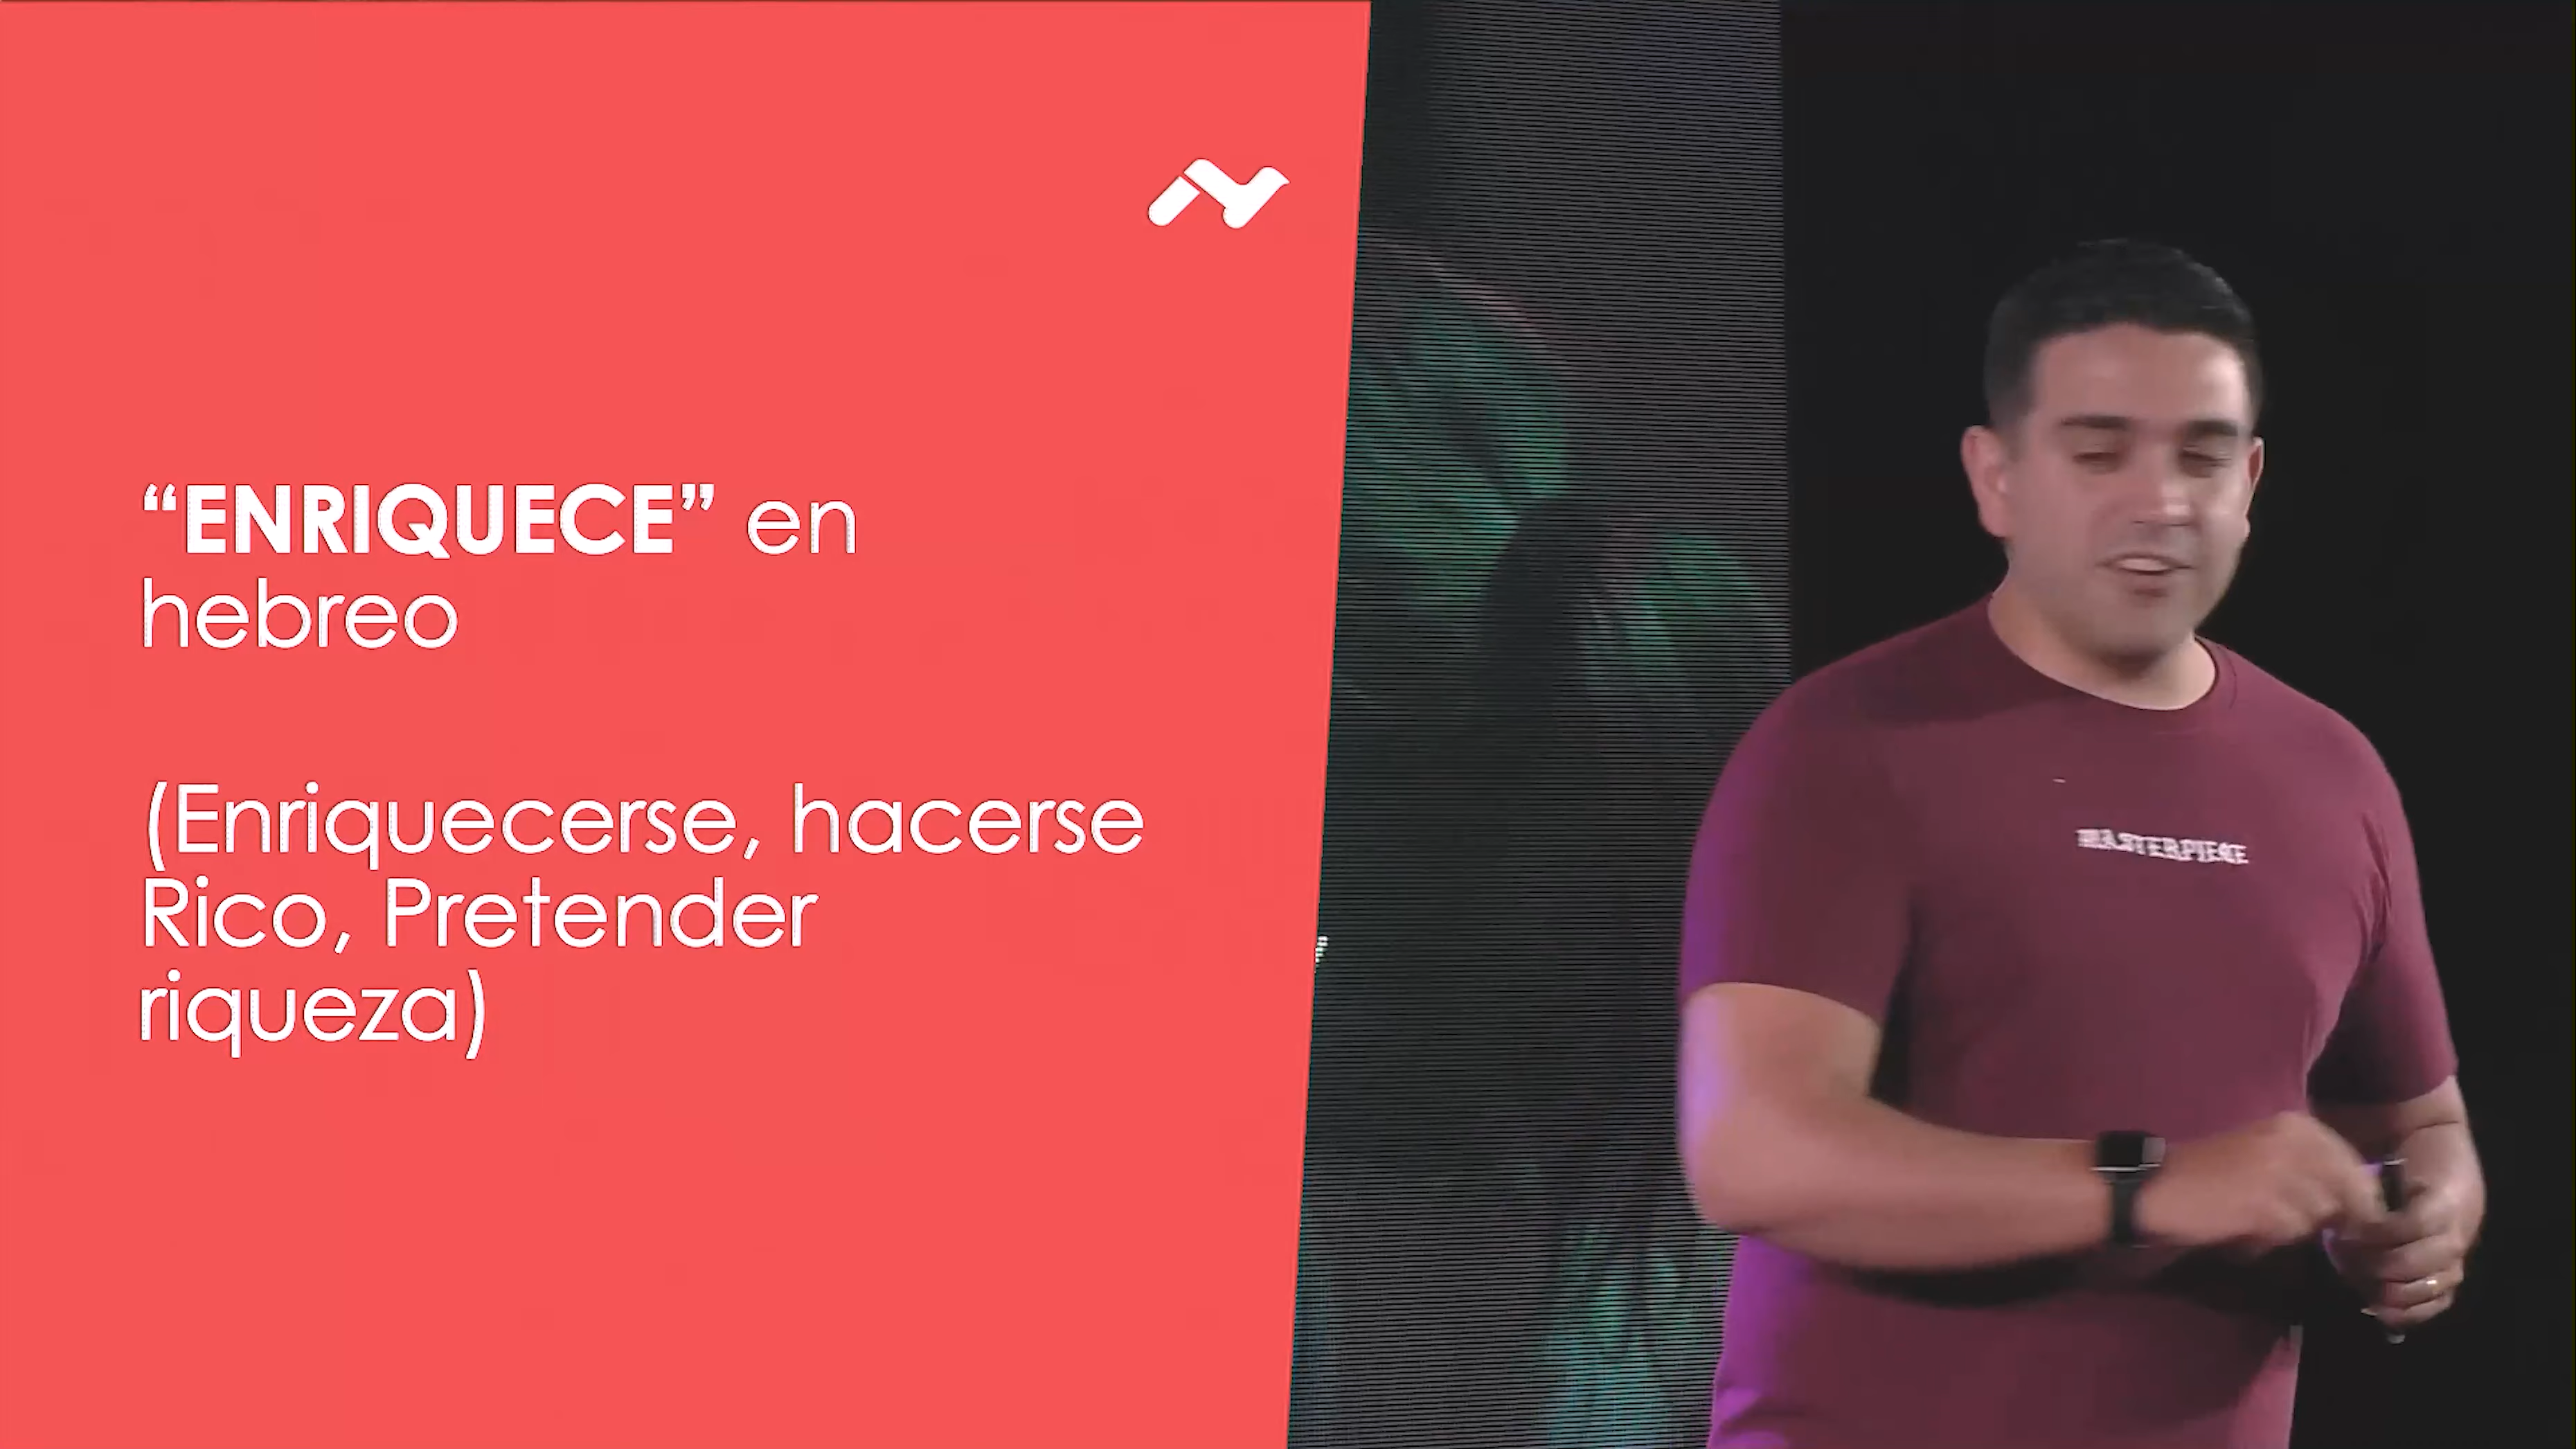 “ENRIQUECE” en
hebreo
(Enriquecerse, hacerse
Rico, Pretender
riqueza)
MASTERPIECE